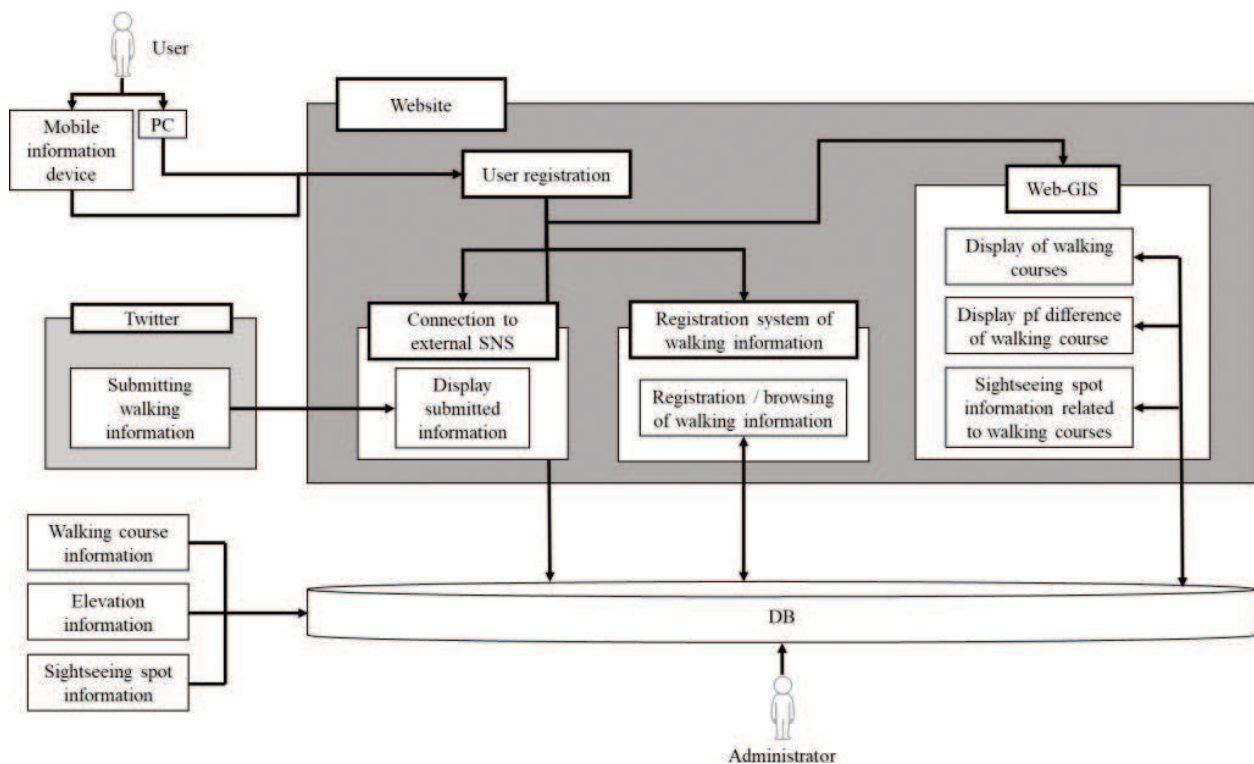 User
Mobile
information
device
PC
Website
User registration
Web-GIS
Display of walking
courses
Display pf difference
of walking course
Sightseeing spot
information related
to walking courses
Twitter
Submitting
walking
information
Connection to
external SNS
Display
submitted
information
Registration system of
walking information
Registration / browsing
of walking information
Walking course
information
Elevation
information
Sightseeing spot
information
DB
Administrator